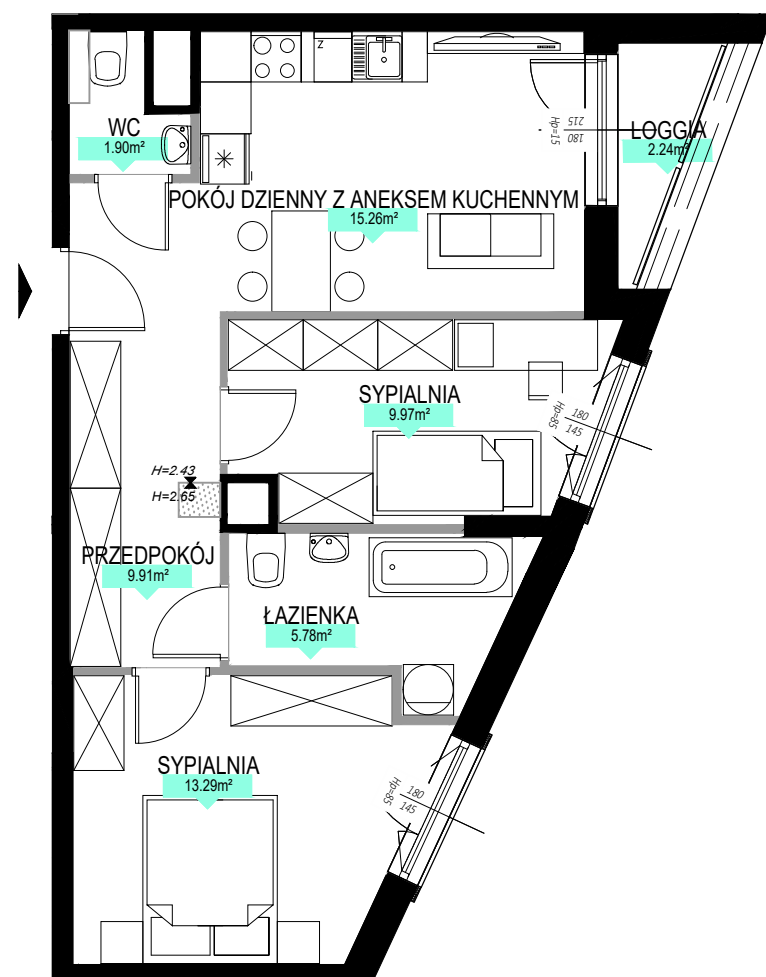 Z
WC
1.90m²
Hp=15
215
180
LOGGIA
2.24m²
POKÓJ DZIENNY Z ANEKSEM KUCHENNYM
15.26m²
SYPIALNIA
9.97m²
Hp=85
180
145
H=2.43
H=2.65
PRZEDPOKÓJ
9.91m²
ŁAZIENKA
5.78m²
SYPIALNIA
13.29m²
Hp=85
180
145